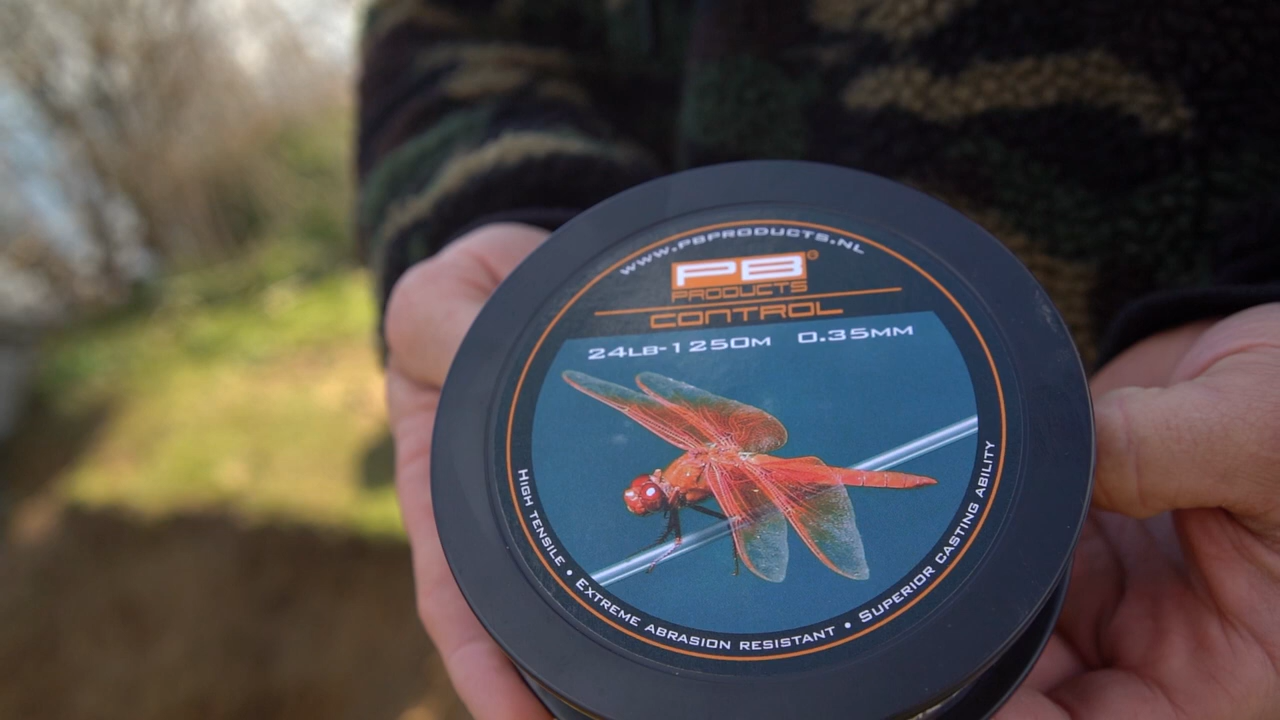 WWW.PBPRODUCTS.NL
PB®
PRODUCTS
CONTROL
24LB-1250M 0.35MM
HIGH TENSILE • EXTREME ABRASION RESISTANT • SUPERIOR CASTING ABILITY